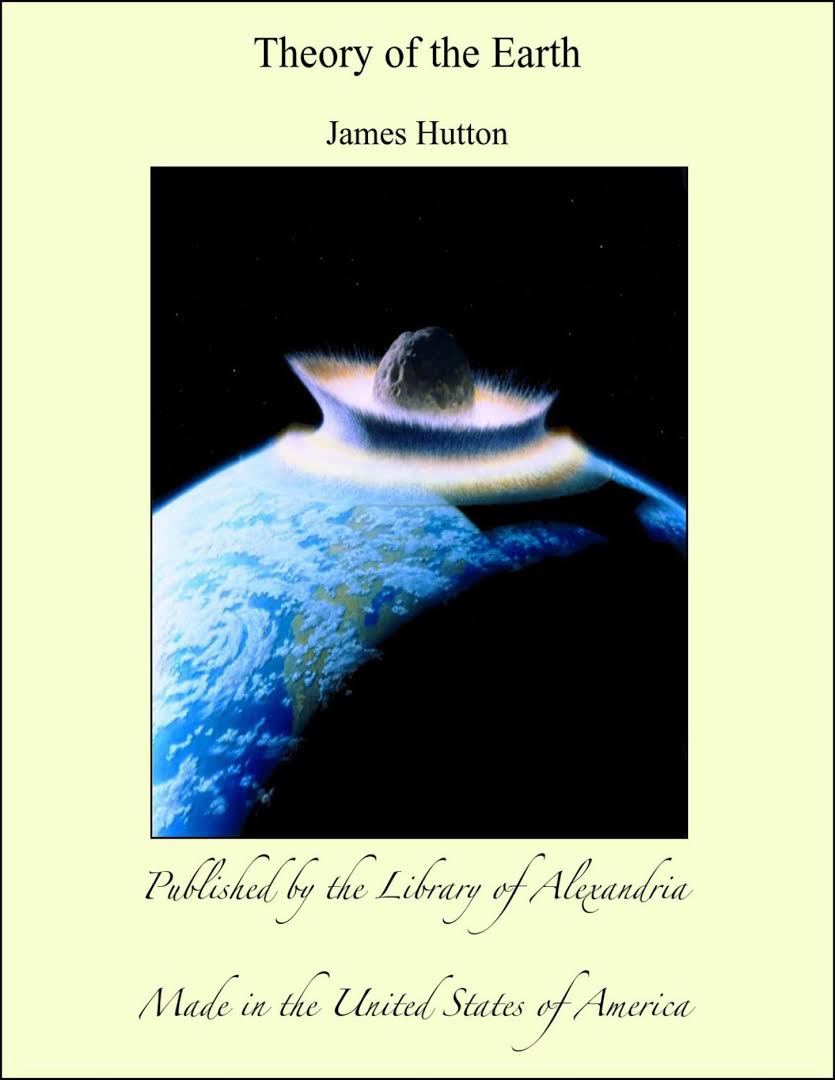 Theory of the Earth
James Hutton
Published by the Library of Alexandria
Made in the United States of America